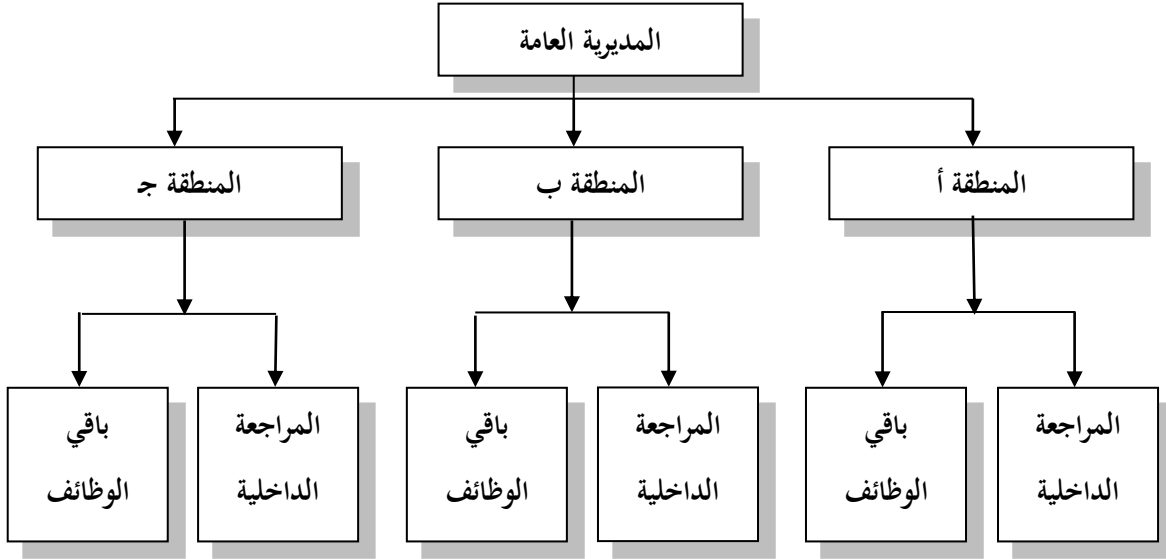 المديرية العامة
المنطقة أ
المنطقة ب
المنطقة ج
المراجعة
الداخلية
باقي
الوظائف
المراجعة
الداخلية
باقي
الوظائف
المراجعة
الداخلية
باقي
الوظائف